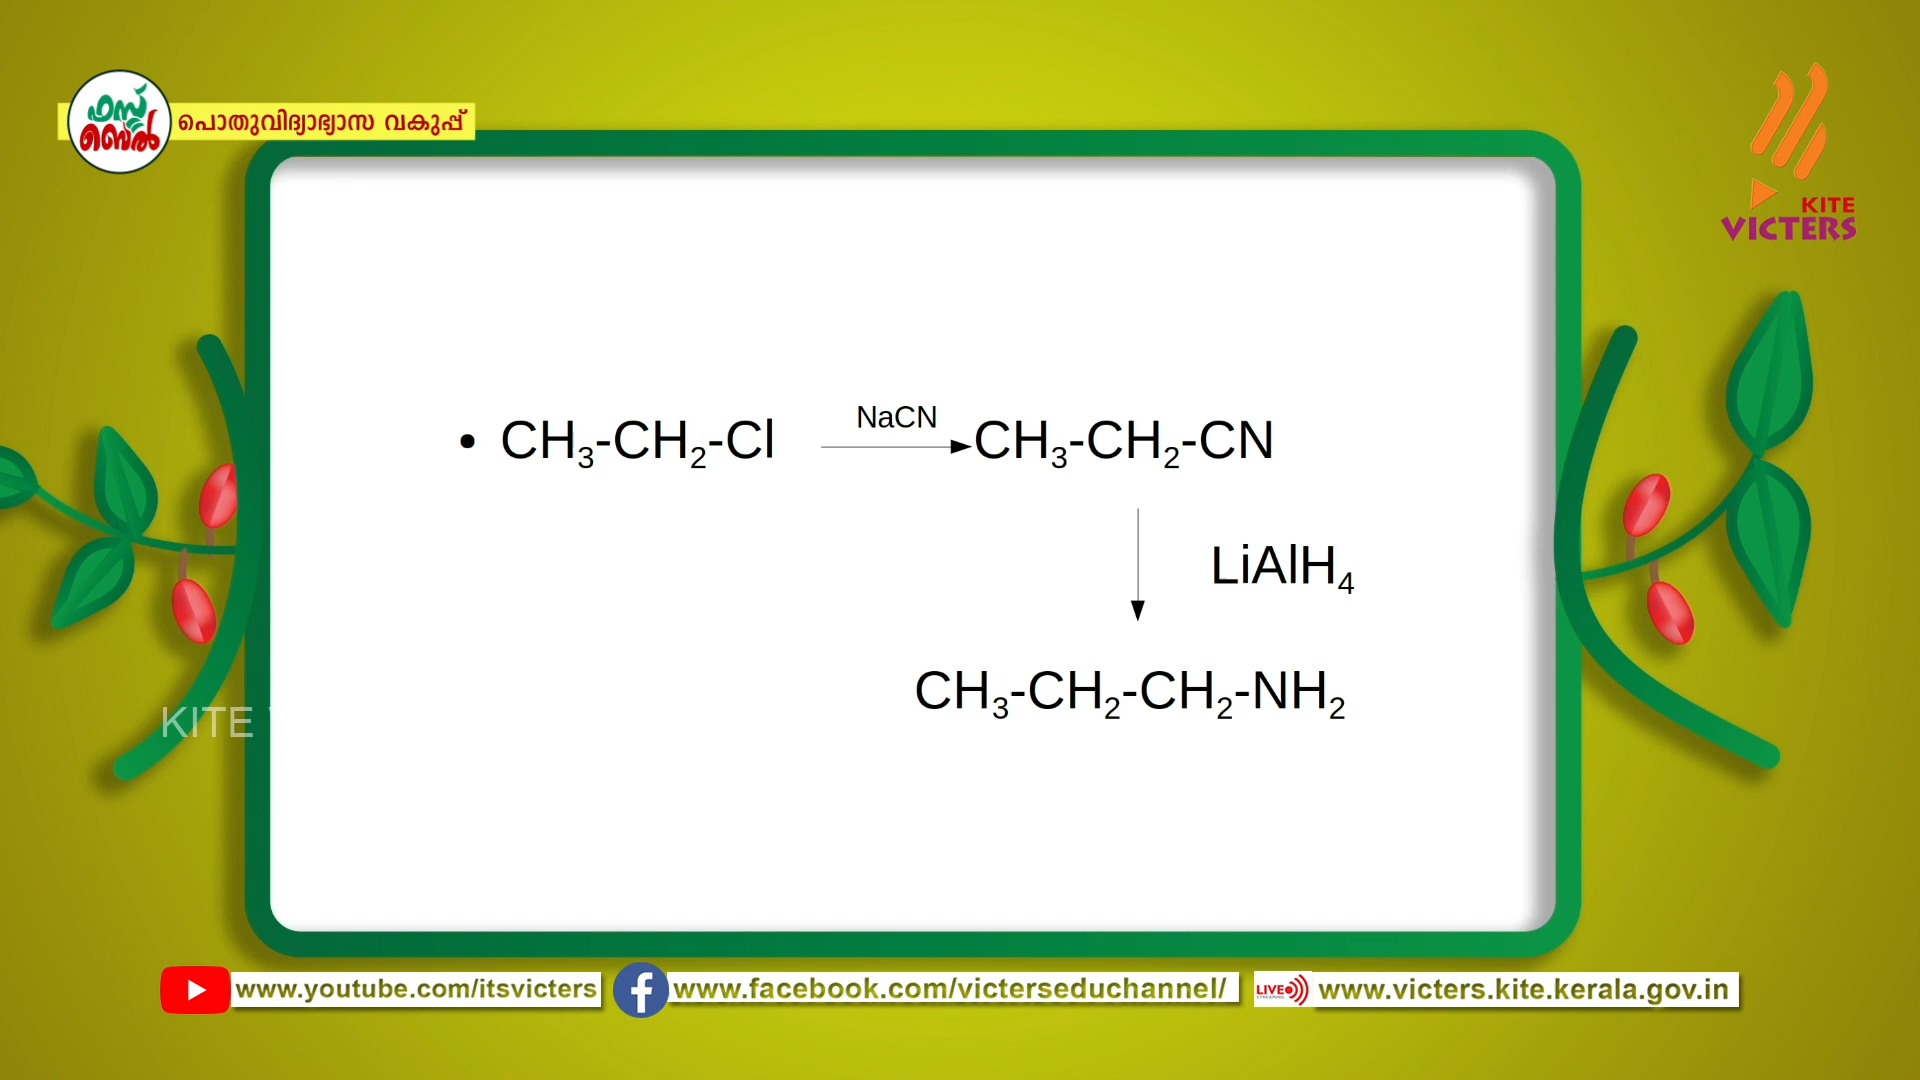 ഫസ്റ്റ്
ബെൽ
പൊതുവിദ്യാഭ്യാസ വകുപ്പ്
KITE
VICTERS
• CH₃-CH₂-Cl NaCN CH₃-CH₂-CN
LiAlH₄
CH₃-CH₂-CH₂-NH₂
KITE
www.youtube.com/itsvicters
www.facebook.com/victerseduchannel/
LIVE
STREAMING
www.victers.kite.kerala.gov.in